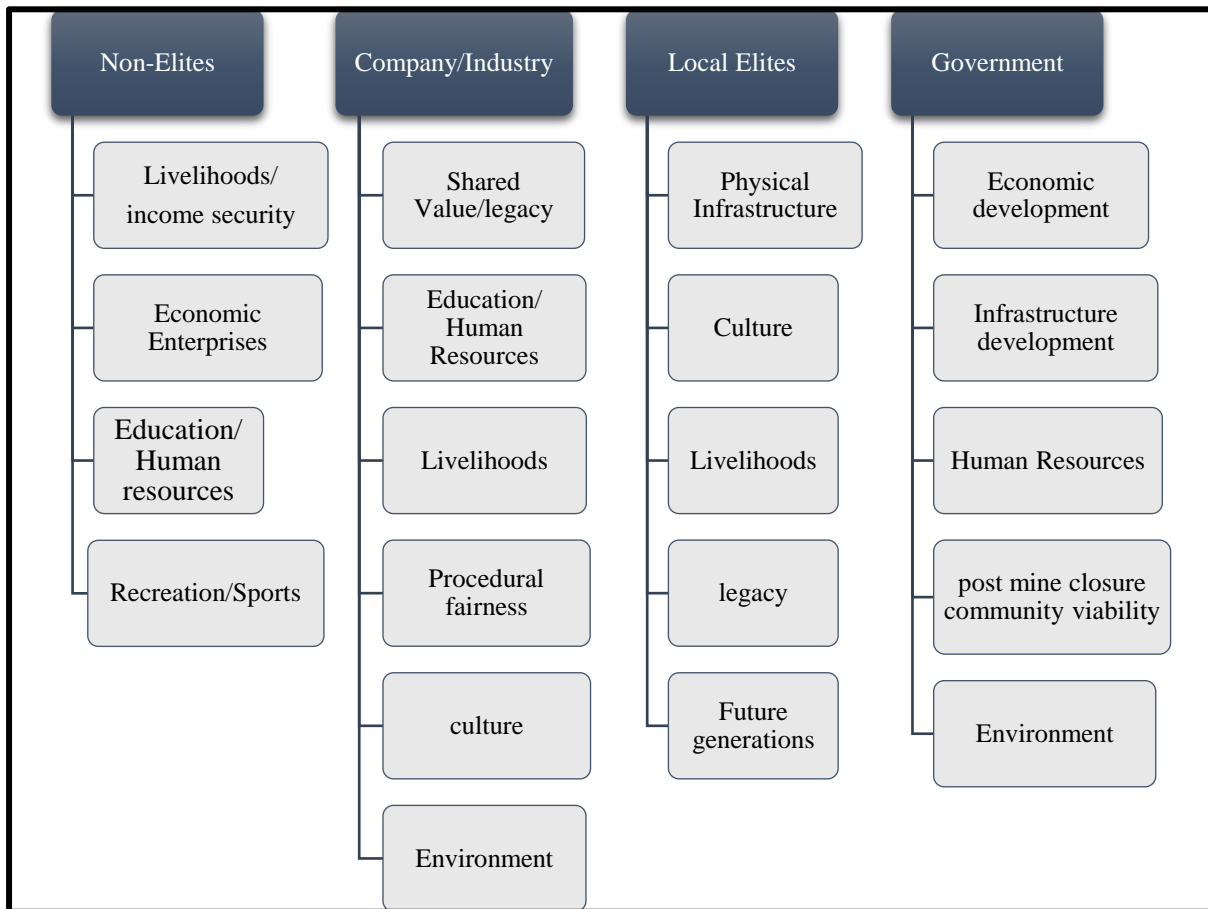 Non-Elites
Livelihoods/
income security
Economic
Enterprises
Education/
Human
resources
Recreation/Sports
Company/Industry
Shared
Value/legacy
Education/
Human
Resources
Livelihoods
Procedural
fairness
culture
Environment
Local Elites
Physical
Infrastructure
Culture
Livelihoods
legacy
Future
generations
Government
Economic
development
Infrastructure
development
Human Resources
post mine closure
community viability
Environment